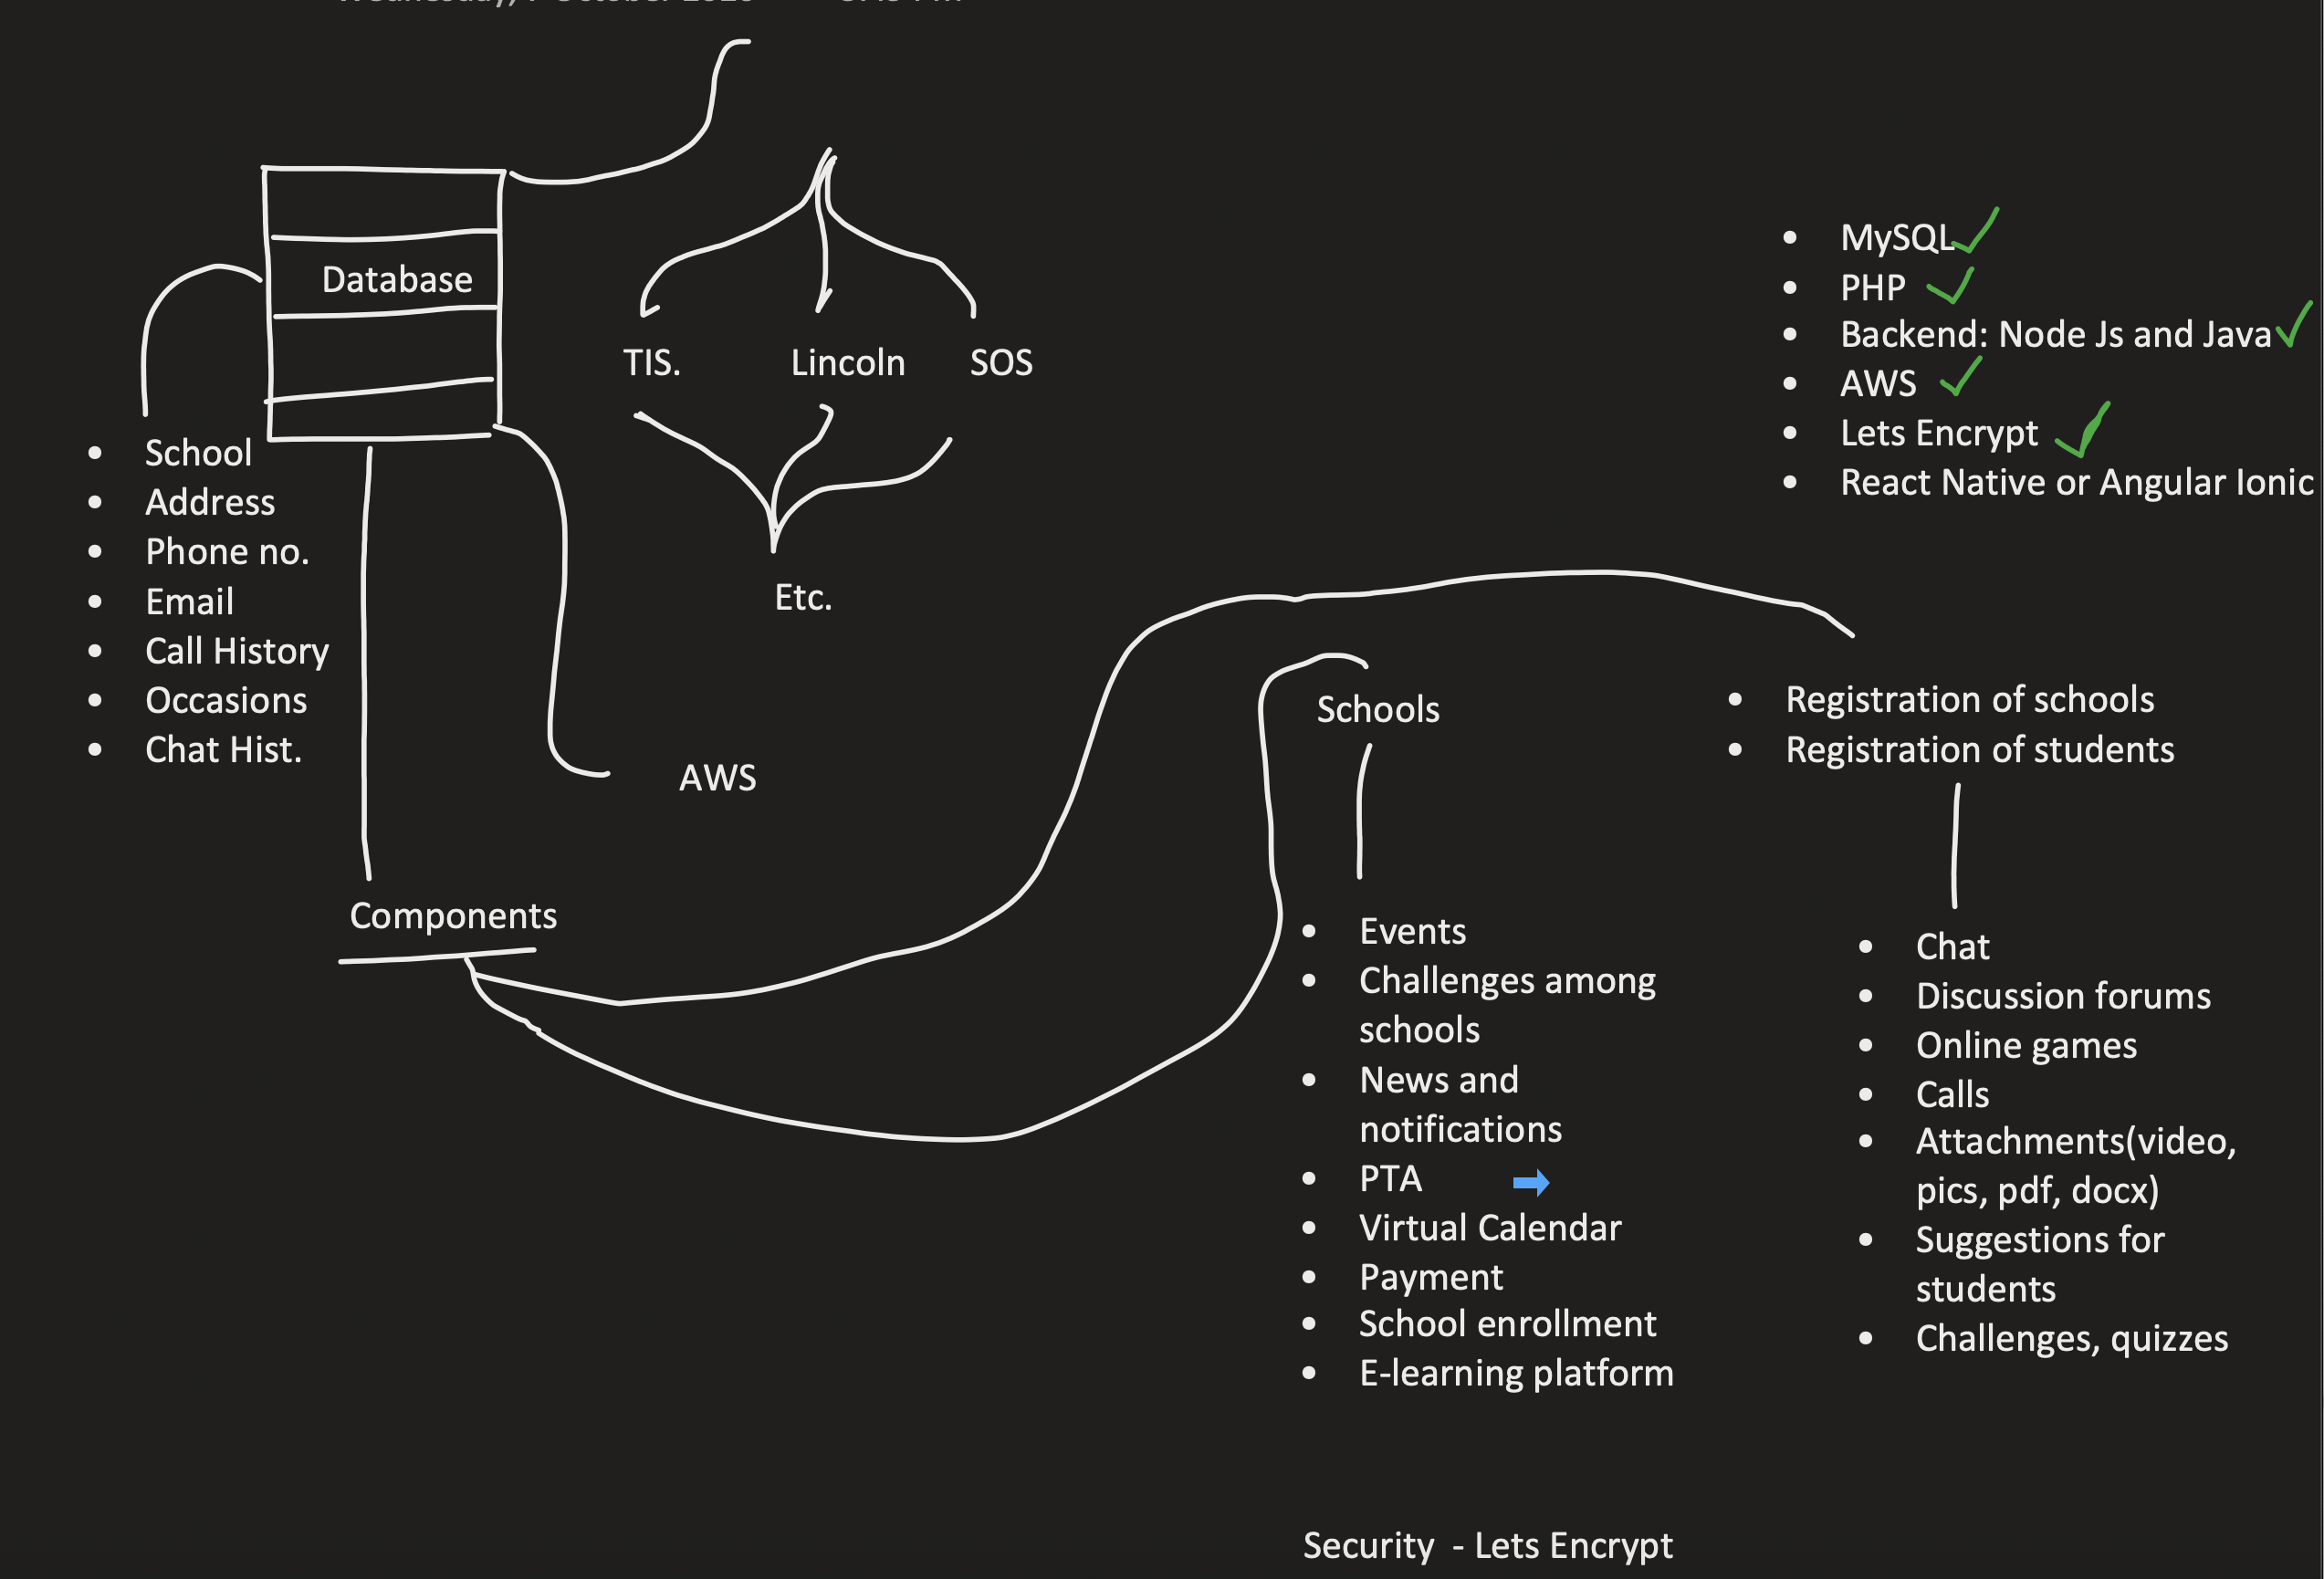 Database
TIS.
Lincoln
SOS
Etc.
School
Address
Phone no.
Email
Call History
Occasions
Chat Hist.
AWS
Components
MySQL
PHP
Backend: Node Js and Java
AWS
Lets Encrypt
React Native or Angular Ionic
Schools
Events
Challenges among
schools
News and
notifications
PTA
Virtual Calendar
Payment
School enrollment
E-learning platform
Registration of schools
Registration of students
Chat
Discussion forums
Online games
Calls
Attachments(video,
pics, pdf, docx)
Suggestions for
students
Challenges, quizzes
Security - Lets Encrypt